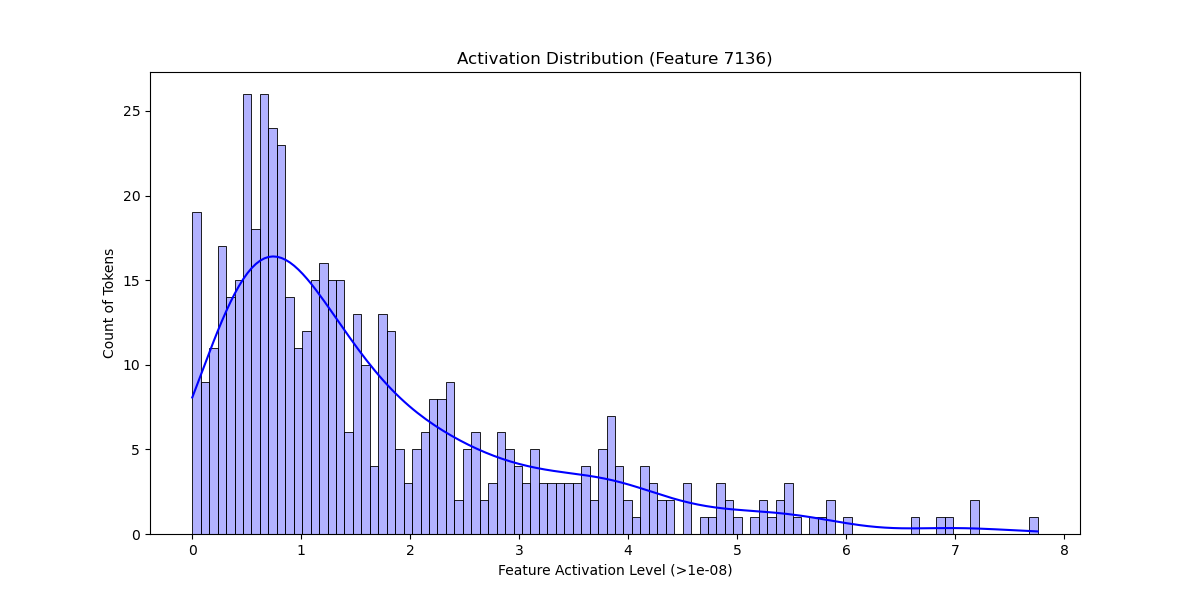 Activation Distribution (Feature 7136)
25
20
15
10
5
0
Count of Tokens
0 1 2 3 4 5 6 7 8
Feature Activation Level (>1e-08)